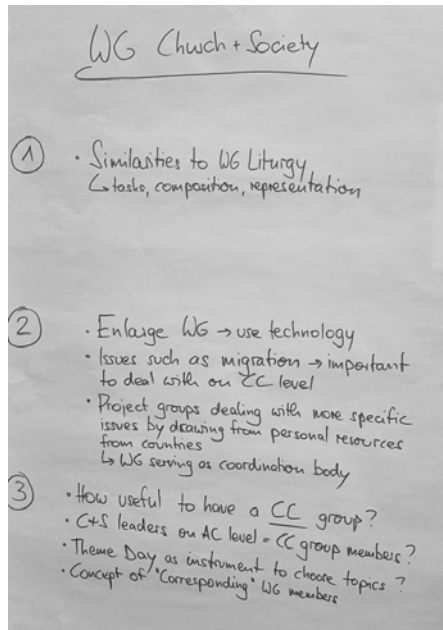 WG Church + Society
① · Similarities to WG Liturgy
↳ tasks, composition, representation
② · Enlarge WG → use technology
· Issues such as migration → important
to deal with on CC level
· Project groups dealing with more specific
issues by drawing from personal resources
from counties
↳ WG serving as coordination body
③ · How useful to have a CC group?
· C+S leaders on AC level = CC group members?
· Theme Day as instrument to choose topics?
· Concept of "Corresponding" WG members